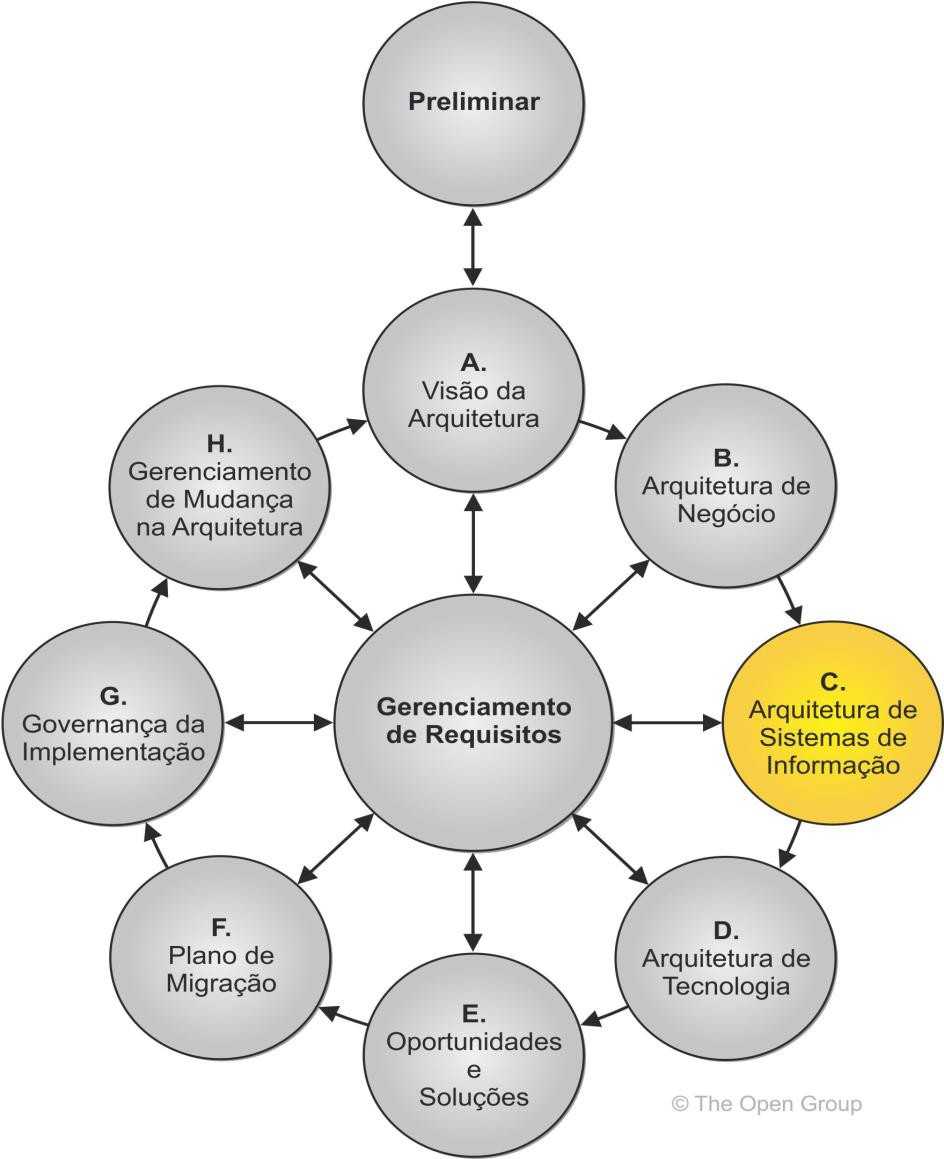 Preliminar
A.
Visão da
Arquitetura
B.
Arquitetura de
Negócio
C.
Arquitetura de
Sistemas de
Informação
D.
Arquitetura de
Tecnologia
E.
Oportunidades
e
Soluções
F.
Plano de
Migração
G.
Governança da
Implementação
H.
Gerenciamento
de Mudança
na Arquitetura
Gerenciamento
de Requisitos
© The Open Group